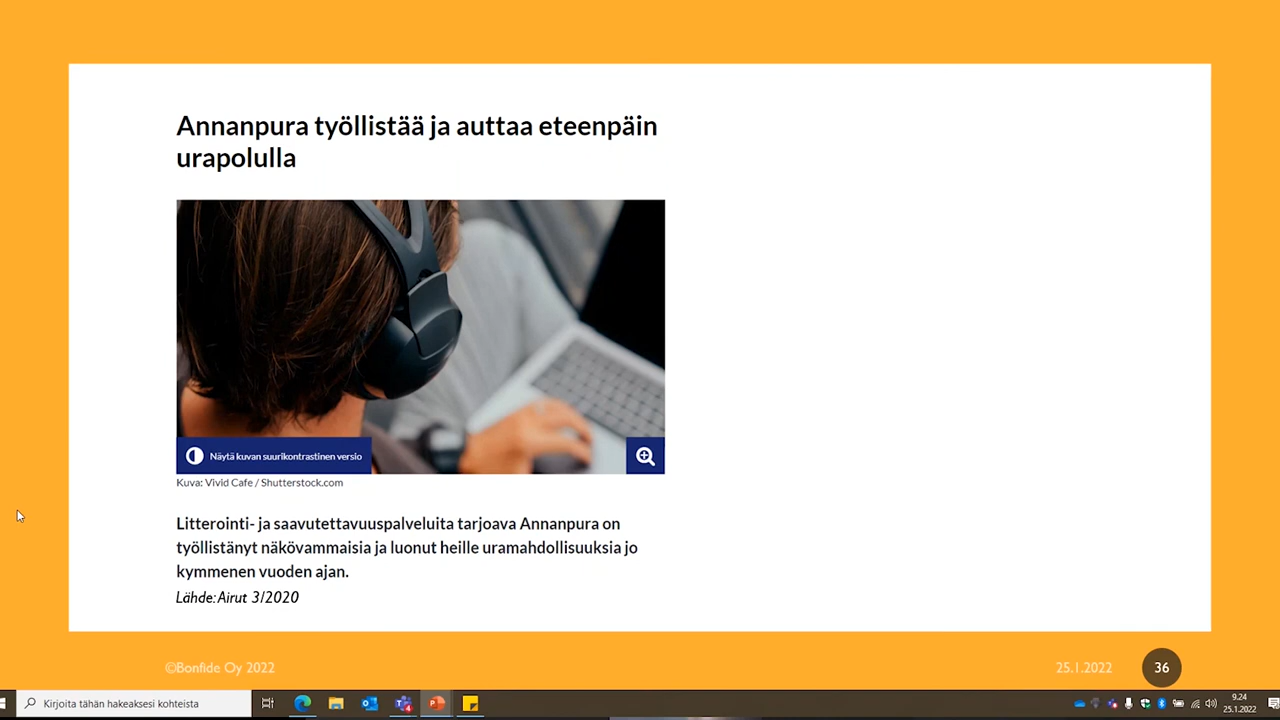 Annanpura työllistää ja auttaa eteenpäin
urapolulla
Näytä kuvan suurikontrastinen versio
Kuva: Vivid Cafe / Shutterstock.com
Litterointi- ja saavutettavuuspalveluita tarjoava Annanpura on
työllistänyt näkövammaisia ja luonut heille uramahdollisuuksia jo
kymmenen vuoden ajan.
Lähde: Airut 3/2020
©Bonfide Oy 2022
25.1.2022
36
Kirjoita tähän hakeaksesi kohteista
9.24
25.1.2022